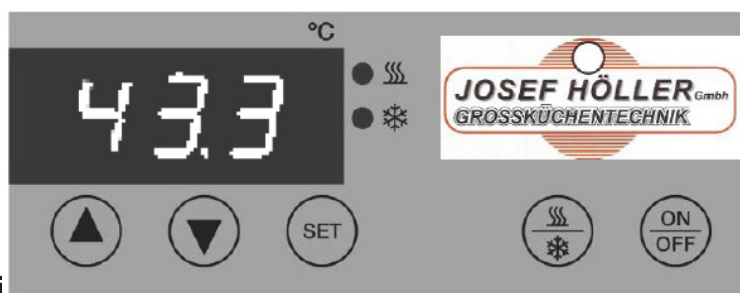 °C
43.3
JOSEF HÖLLER Gmbh
GROSSKÜCHENTECHNIK
SET
ON
OFF